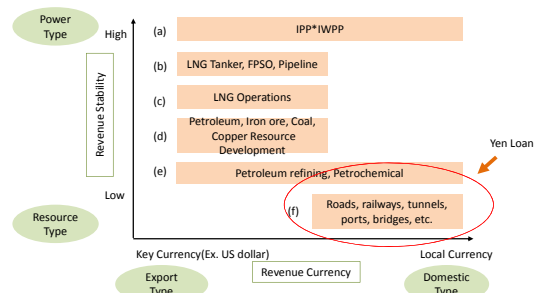 Power
Type
High
(a)
IPP*IWPP
(b)
LNG Tanker, FPSO, Pipeline
Revenue Stability
(c)
LNG Operations
(d)
Petroleum, Iron ore, Coal,
Copper Resource
Development
Yen Loan
(e)
Petroleum refining, Petrochemical
Low
(f)
Roads, railways, tunnels,
ports, bridges, etc.
Resource
Type
Key Currency(Ex. US dollar)
Local Currency
Revenue Currency
Export
Type
Domestic
Type